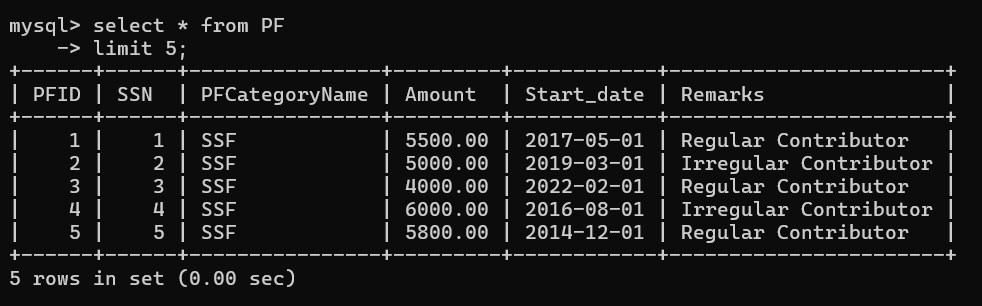 mysql> select * from PF
    -> limit 5;
+------+------+----------------+---------+------------+-----------------------+
| PFID | SSN  | PFCategoryName | Amount  | Start_date | Remarks               |
+------+------+----------------+---------+------------+-----------------------+
|    1 |    1 | SSF            | 5500.00 | 2017-05-01 | Regular Contributor   |
|    2 |    2 | SSF            | 5000.00 | 2019-03-01 | Irregular Contributor |
|    3 |    3 | SSF            | 4000.00 | 2022-02-01 | Regular Contributor   |
|    4 |    4 | SSF            | 6000.00 | 2016-08-01 | Irregular Contributor |
|    5 |    5 | SSF            | 5800.00 | 2014-12-01 | Regular Contributor   |
+------+------+----------------+---------+------------+-----------------------+
5 rows in set (0.00 sec)